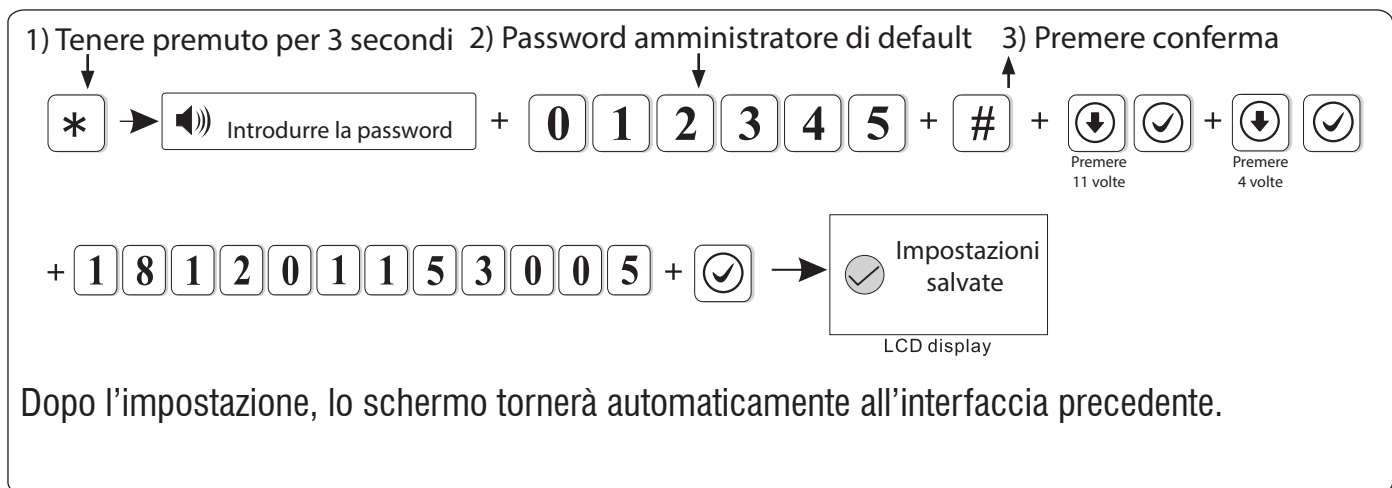 1) Tenere premuto per 3 secondi 2) Password amministratore di default 3) Premere conferma
* Introdurre la password + 0 1 2 3 4 5 + # + +
Premere Premere
11 volte 4 volte
+ 1 8 1 2 0 1 1 5 3 0 0 5 +
Impostazioni
salvate
LCD display
Dopo l'impostazione, lo schermo tornerà automaticamente all'interfaccia precedente.